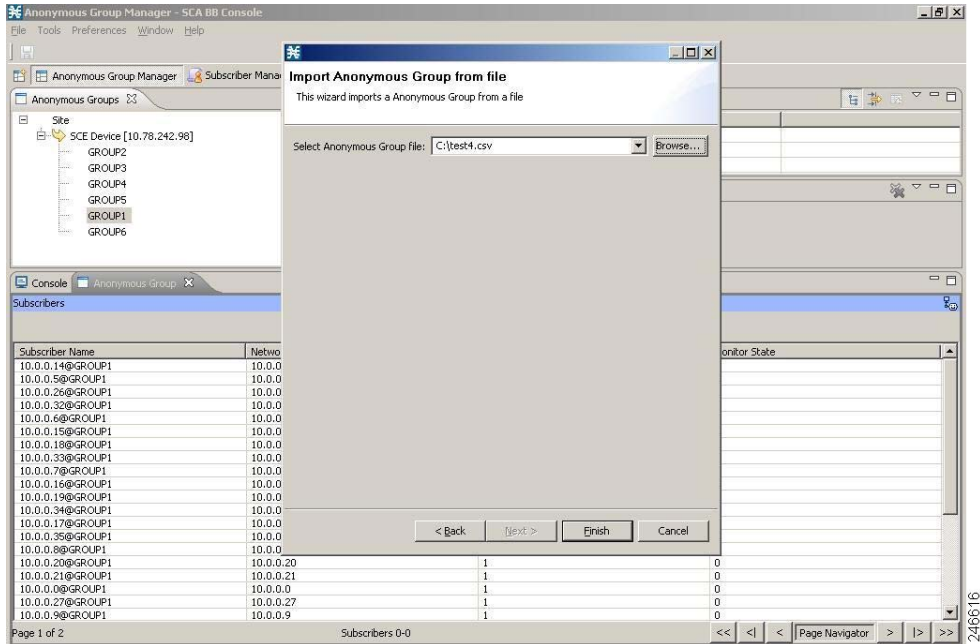 Anonymous Group Manager - SCA BB Console
File Tools Preferences Window Help
Anonymous Group Manager Subscriber Mana
Anonymous Groups
Site
SCE Device [10.78.242.98]
GROUP2
GROUP3
GROUP4
GROUP5
GROUP1
GROUP6
Import Anonymous Group from file
This wizard imports a Anonymous Group from a file
Select Anonymous Group file: C:\test4.csv Browse...
< Back Next > Finish Cancel
Console Anonymous Group
Subscribers
Subscriber Name Netwo onitor State
10.0.0.14@GROUP1 10.0.0
10.0.0.5@GROUP1 10.0.0
10.0.0.26@GROUP1 10.0.0
10.0.0.32@GROUP1 10.0.0
10.0.0.6@GROUP1 10.0.0
10.0.0.15@GROUP1 10.0.0
10.0.0.18@GROUP1 10.0.0
10.0.0.33@GROUP1 10.0.0
10.0.0.7@GROUP1 10.0.0
10.0.0.16@GROUP1 10.0.0
10.0.0.19@GROUP1 10.0.0
10.0.0.34@GROUP1 10.0.0
10.0.0.17@GROUP1 10.0.0
10.0.0.35@GROUP1 10.0.0
10.0.0.8@GROUP1 10.0.0
10.0.0.20@GROUP1 10.0.0.20 1 0
10.0.0.21@GROUP1 10.0.0.21 1 0
10.0.0.0@GROUP1 10.0.0.0 1 0
10.0.0.27@GROUP1 10.0.0.27 1 0
10.0.0.9@GROUP1 10.0.0.9 1 0
Page 1 of 2 Subscribers 0-0 << <| < Page Navigator > |> >>
246616